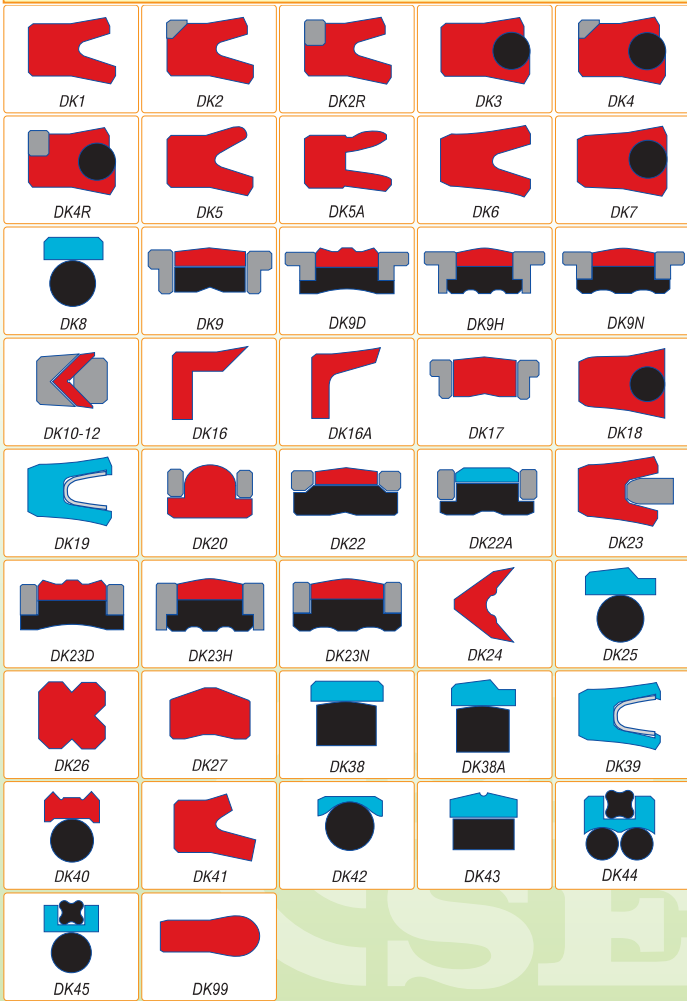 DK1 DK2 DK2R DK3 DK4
DK4R DK5 DK5A DK6 DK7
DK8 DK9 DK9D DK9H DK9N
DK10-12 DK16 DK16A DK17 DK18
DK19 DK20 DK22 DK22A DK23
DK23D DK23H DK23N DK24 DK25
DK26 DK27 DK38 DK38A DK39
DK40 DK41 DK42 DK43 DK44
DK45 DK99